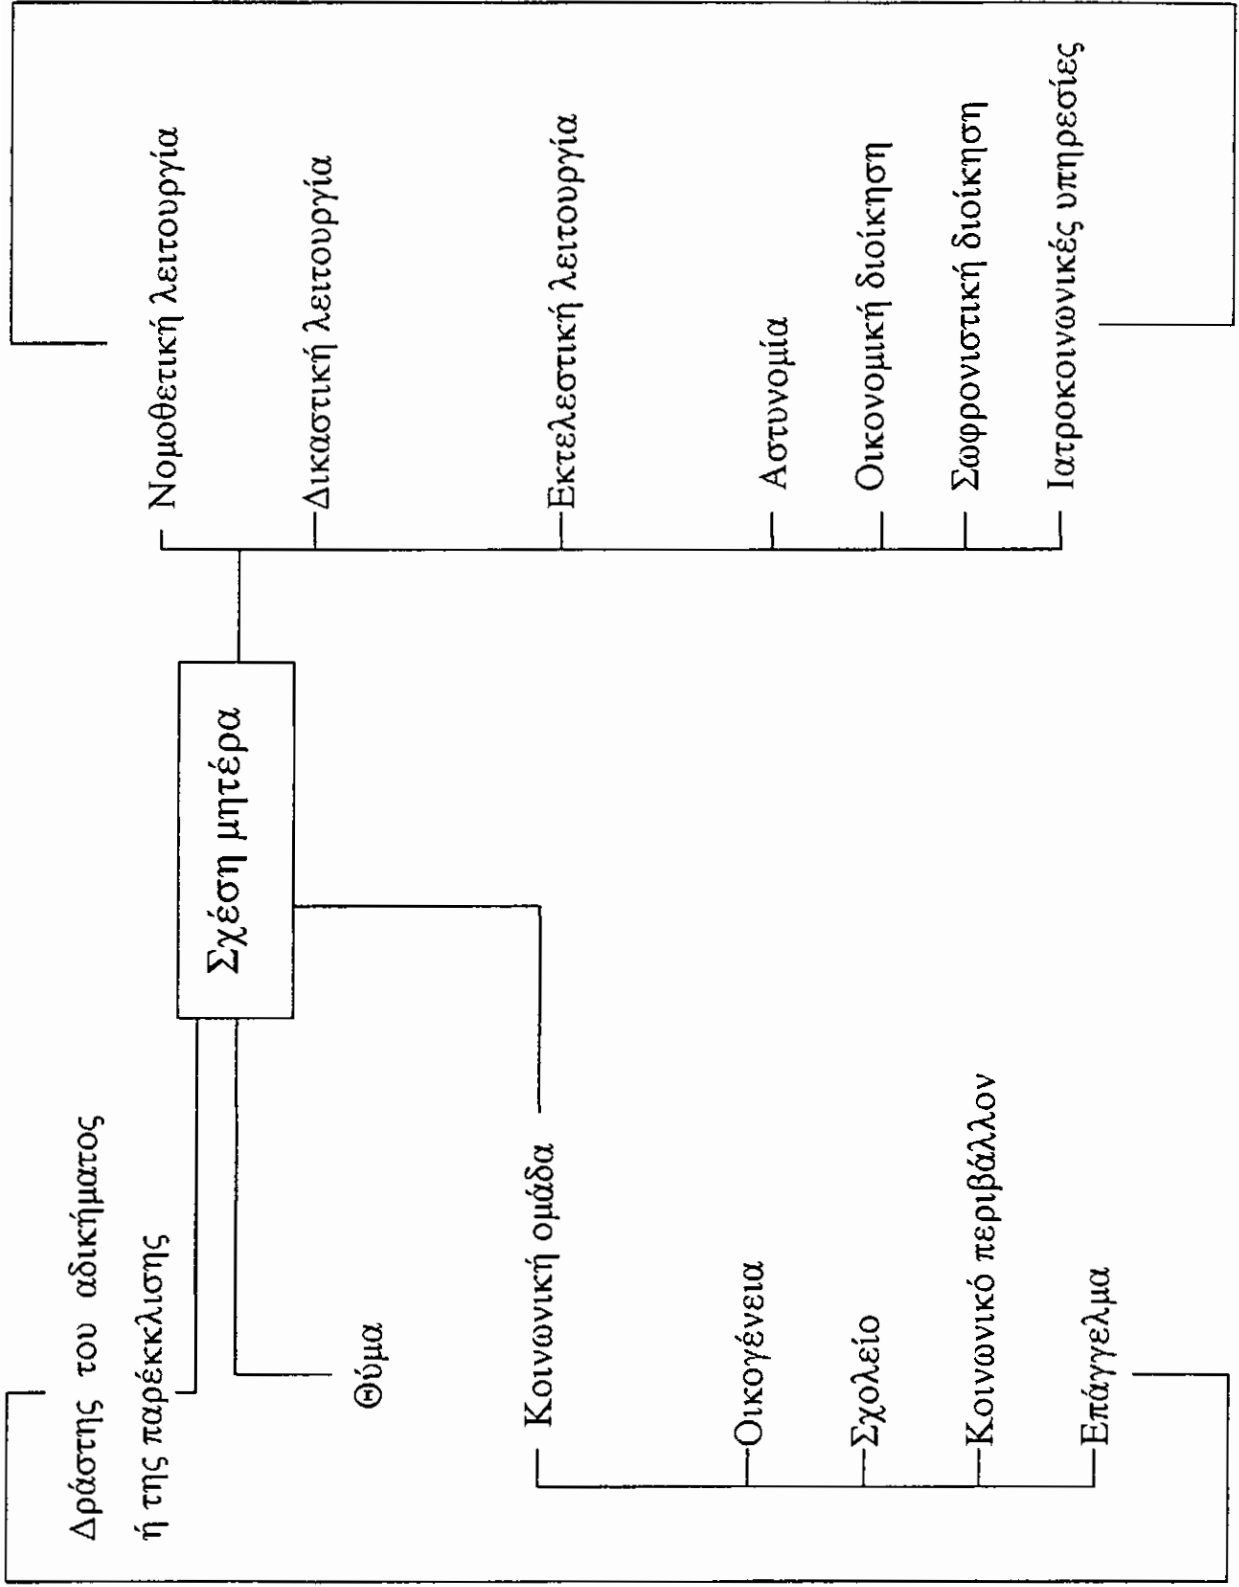 Σχέση μητέρα
Δράστης του αδικήματος
ή της παρέκκλισης
Θύμα
Κοινωνική ομάδα
Οικογένεια
Σχολείο
Κοινωνικό περιβάλλον
Επάγγελμα
Νομοθετική λειτουργία
Δικαστική λειτουργία
Εκτελεστική λειτουργία
Αστυνομία
Οικονομική διοίκηση
Σωφρονιστική διοίκηση
Ιατροκοινωνικές υπηρεσίες